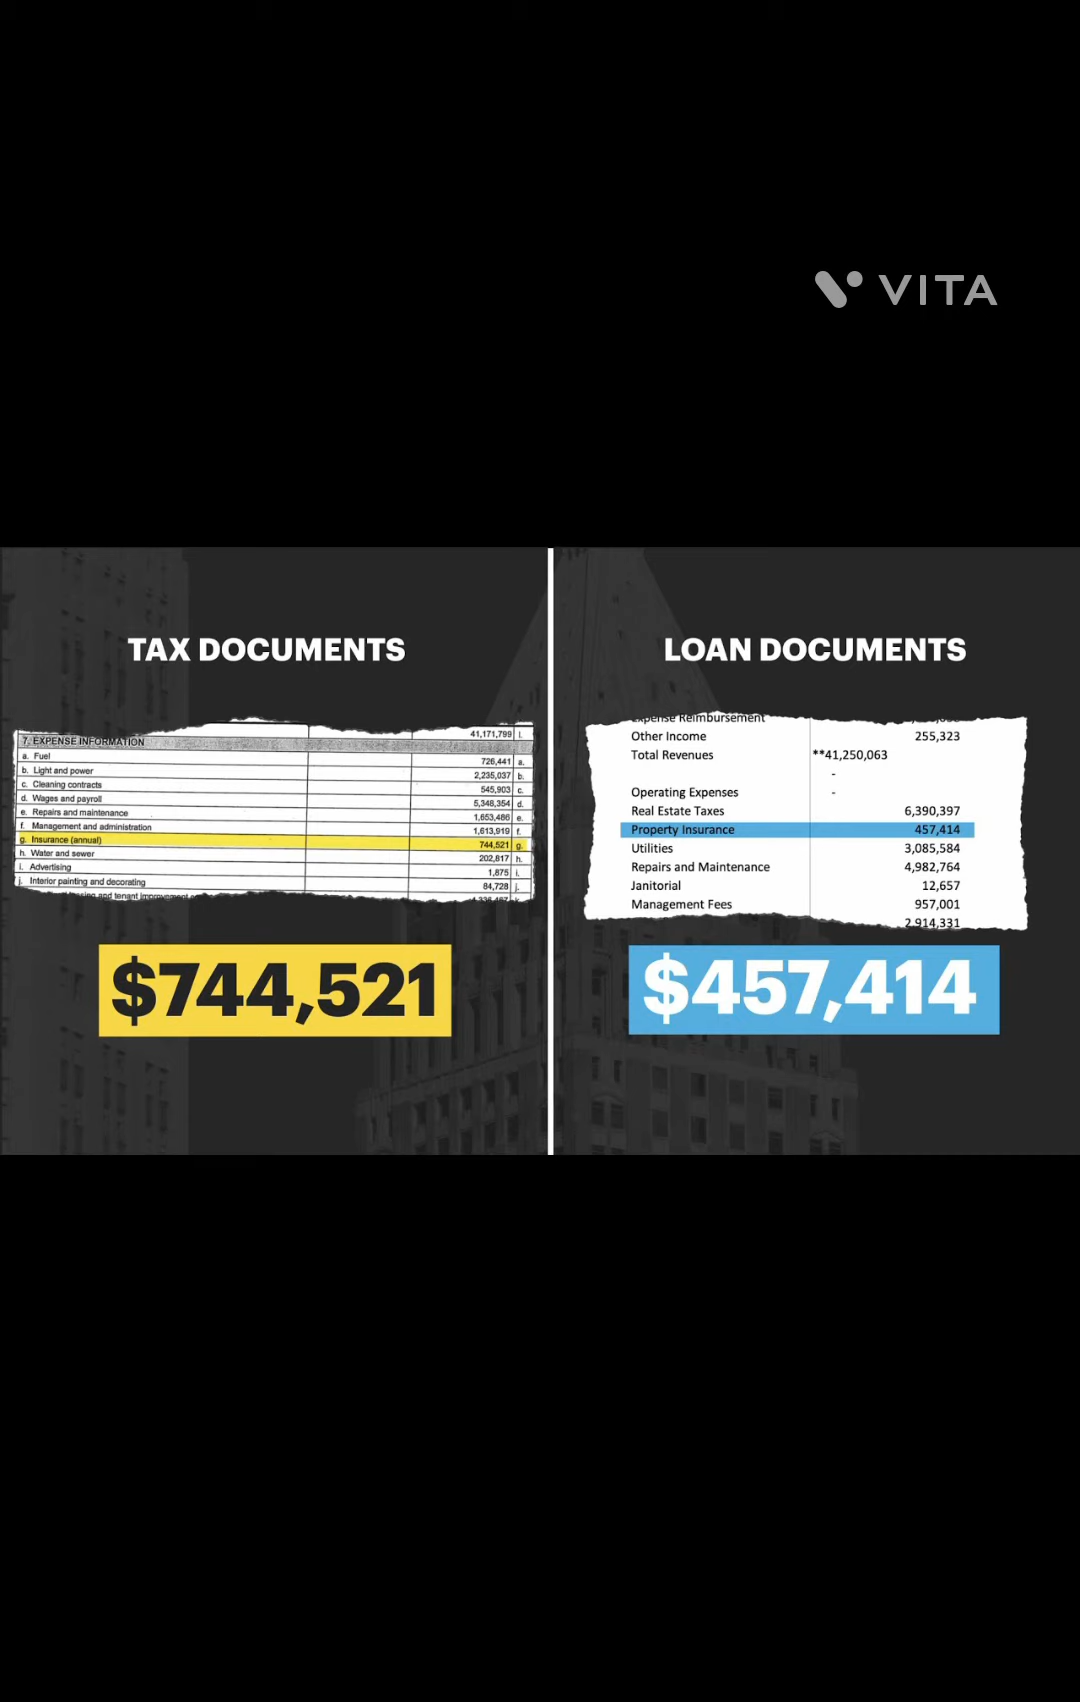 VITA
TAX DOCUMENTS
41,171,799 l.
7. EXPENSE INFORMATION
a. Fuel 726,441 a.
b. Light and power 2,235,037 b.
c. Cleaning contracts 545,903 c.
d. Wages and payroll 5,348,354 d.
e. Repairs and maintenance 1,653,486 e.
f. Management and administration 1,613,919 f.
g. Insurance (annual) 744,521 g.
h. Water and sewer 202,817 h.
i. Advertising 1,875 i.
j. Interior painting and decorating 84,728 j.
and tenant
$744,521
LOAN DOCUMENTS
Expense Reimbursement
Other Income 255,323
Total Revenues **41,250,063
-
Operating Expenses -
Real Estate Taxes 6,390,397
Property Insurance 457,414
Utilities 3,085,584
Repairs and Maintenance 4,982,764
Janitorial 12,657
Management Fees 957,001
2,914,331
$457,414